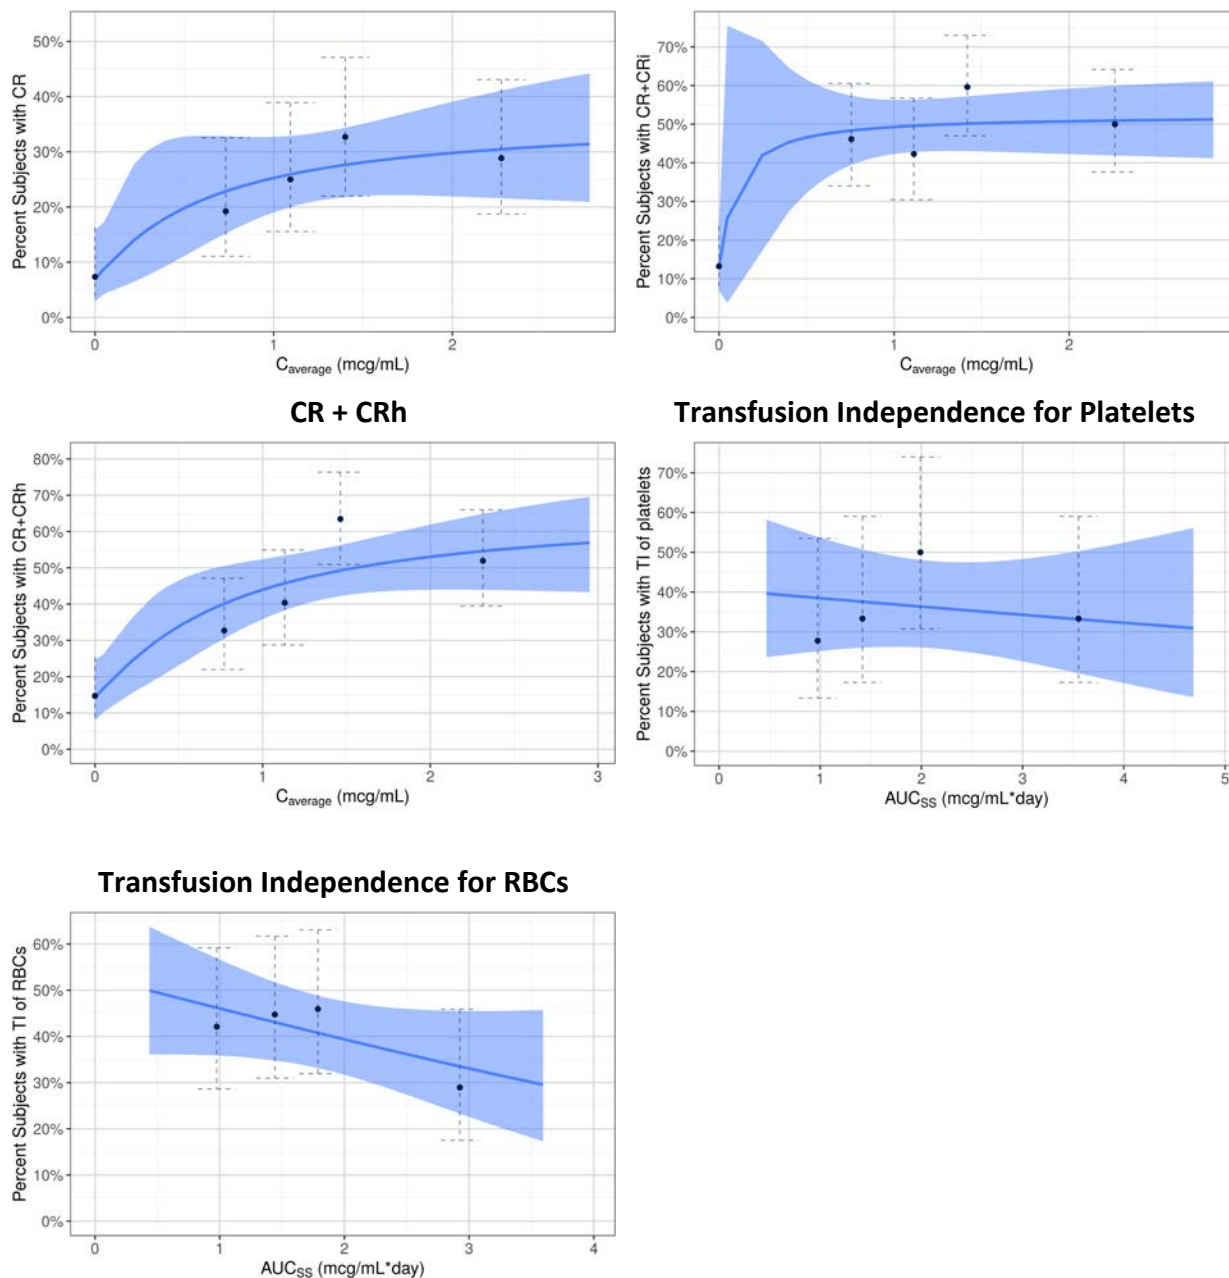 50%
40%
30%
20%
10%
0%
Percent Subjects with CR
0 1 2
Caverage (mcg/mL)
70%
60%
50%
40%
30%
20%
10%
0%
Percent Subjects with CR+CRi
0 1 2
Caverage (mcg/mL)
CR + CRh
80%
70%
60%
50%
40%
30%
20%
10%
0%
Percent Subjects with CR+CRh
0 1 2 3
Caverage (mcg/mL)
Transfusion Independence for Platelets
70%
60%
50%
40%
30%
20%
10%
0%
Percent Subjects with TI of platelets
0 1 2 3 4 5
AUCSS (mcg/mL*day)
Transfusion Independence for RBCs
60%
50%
40%
30%
20%
10%
0%
Percent Subjects with TI of RBCs
0 1 2 3 4
AUCSS (mcg/mL*day)